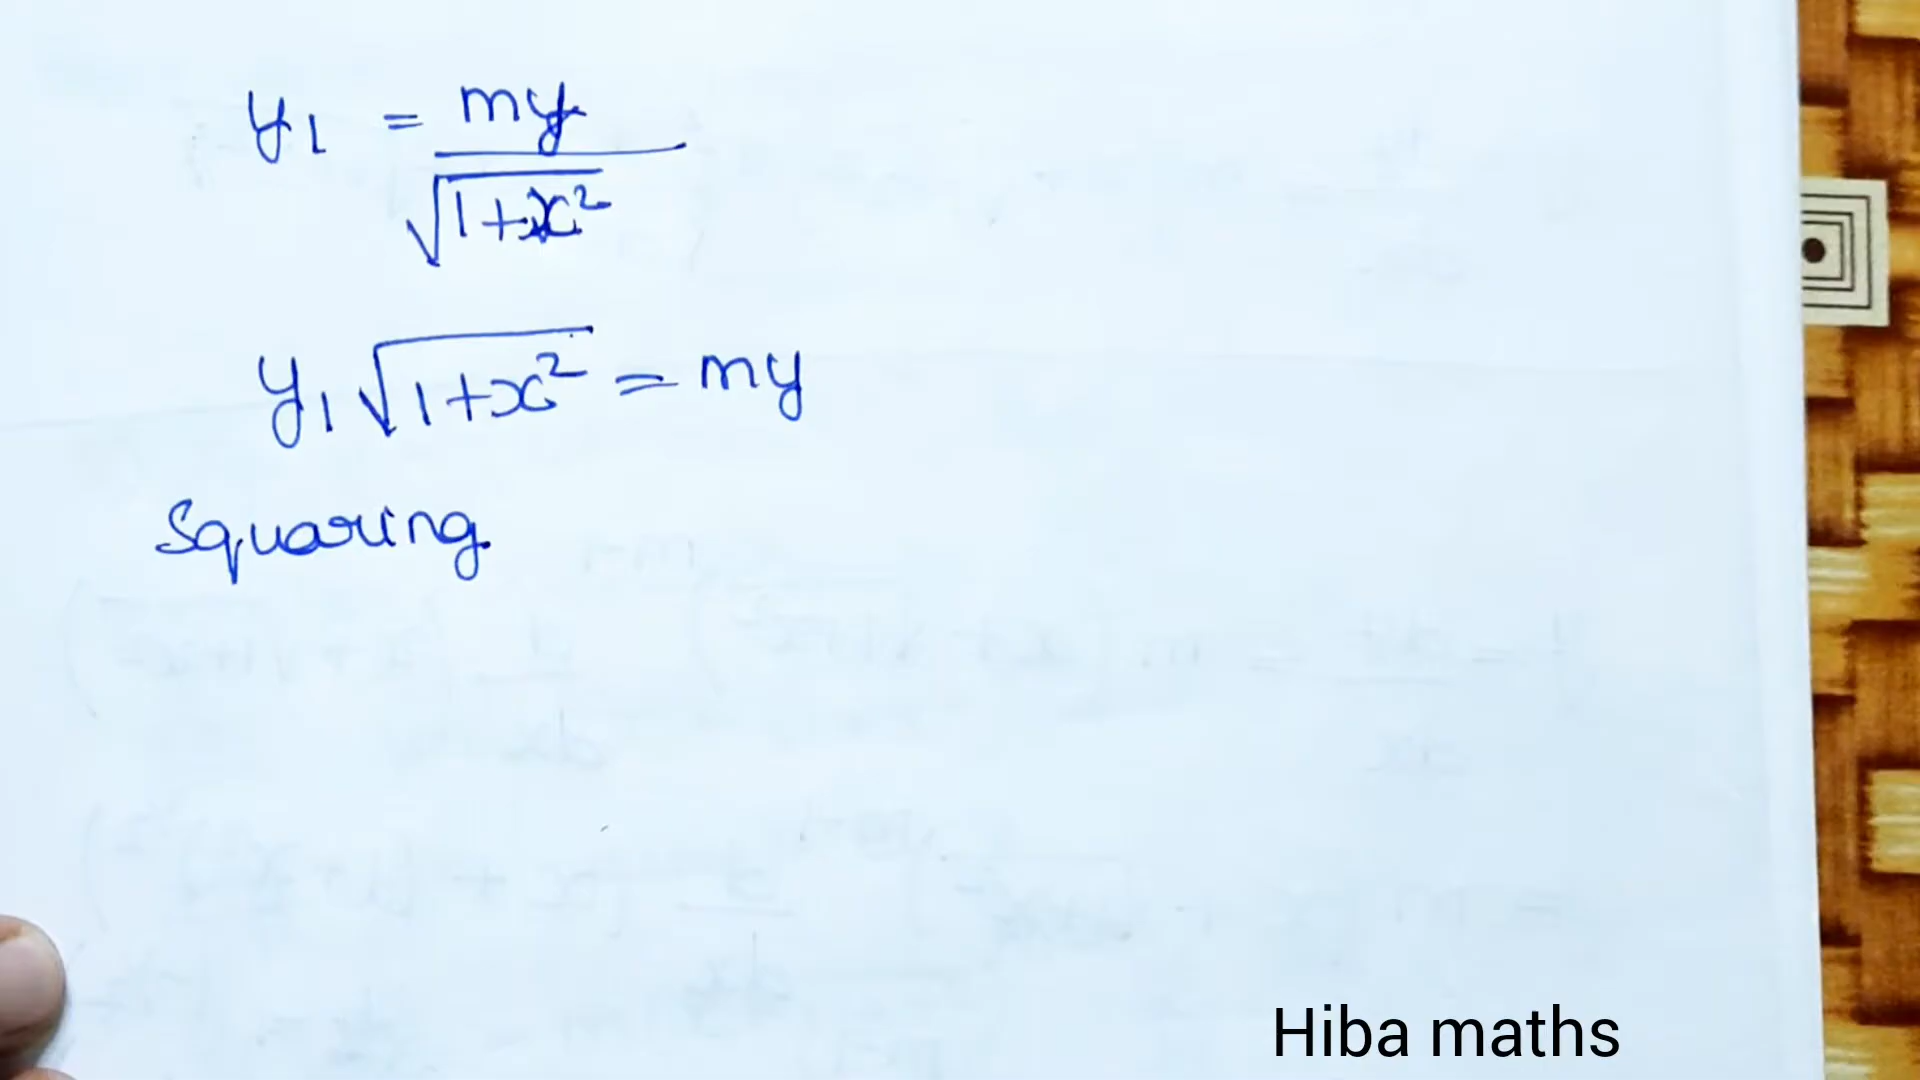 y₁ = my / √(1+x²)
y₁ √(1+x²) = my
Squaring.
Hiba maths